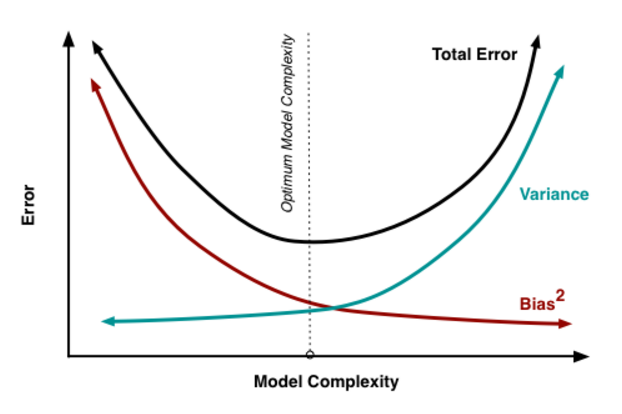 Optimum Model Complexity
Total Error
Error
Variance
Bias²
Model Complexity